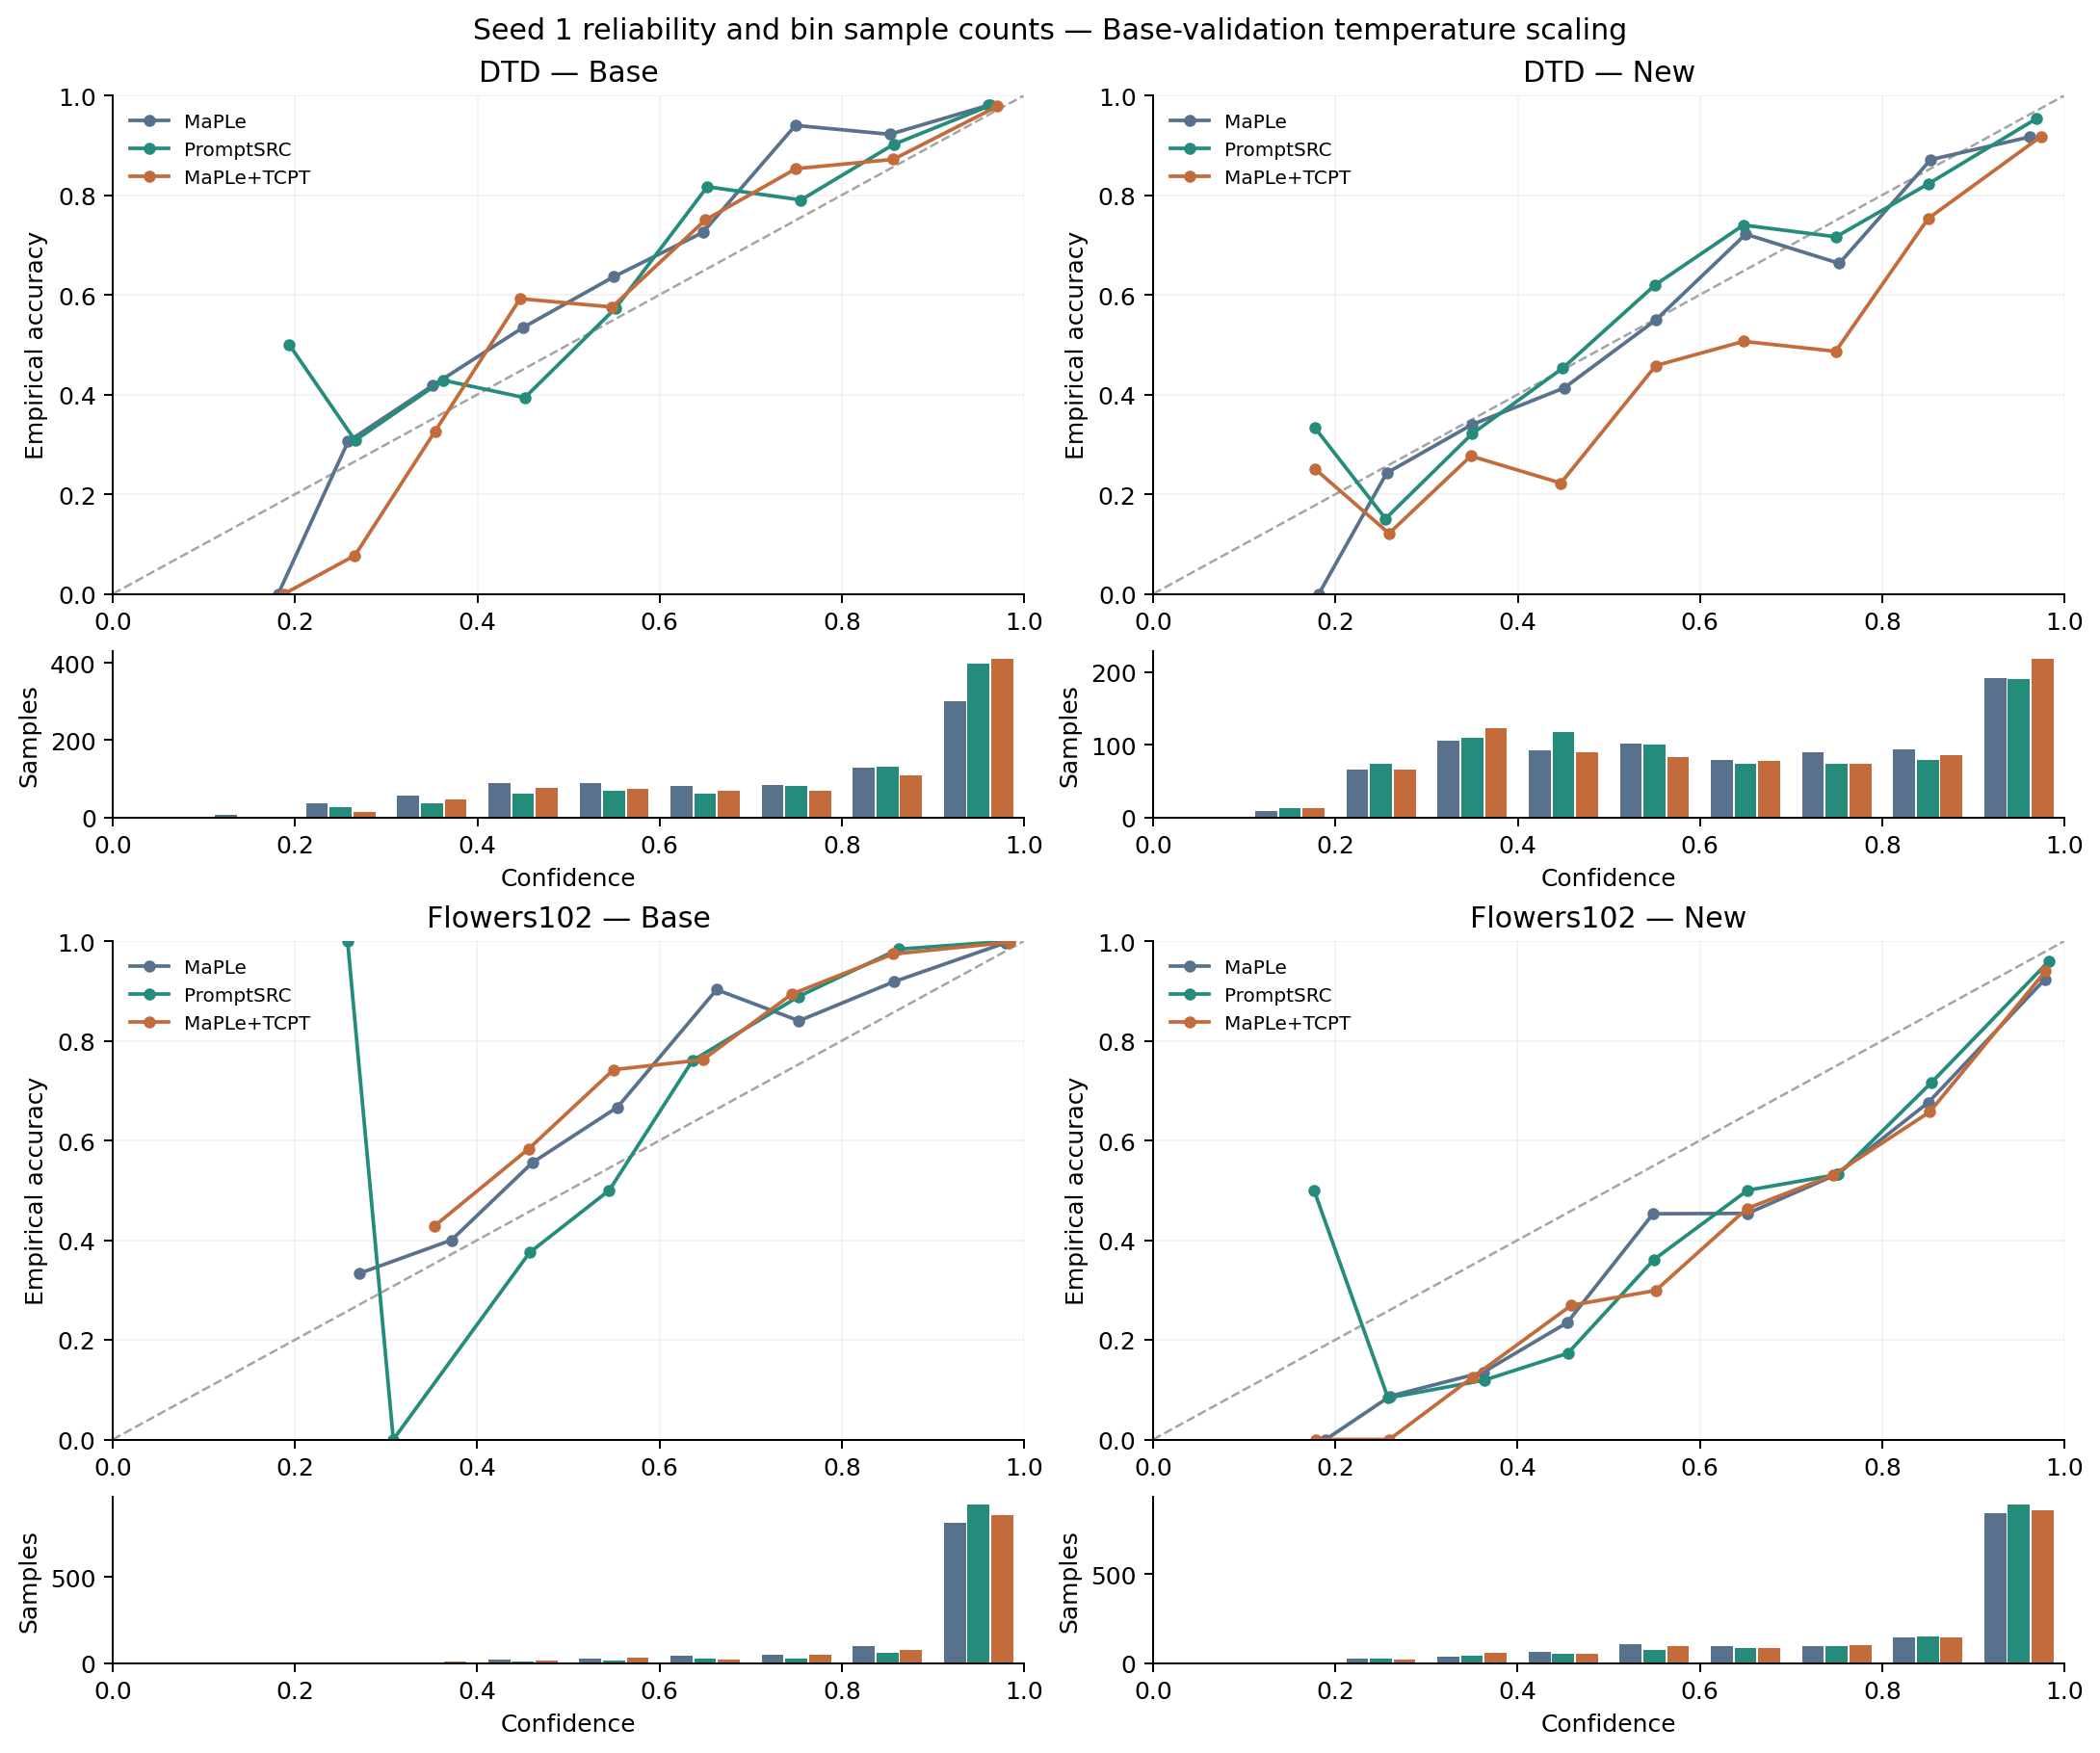 Seed 1 reliability and bin sample counts — Base-validation temperature scaling
DTD — Base
1.0
0.8
0.6
0.4
0.2
0.0
Empirical accuracy
MaPLe
PromptSRC
MaPLe+TCPT
0.0 0.2 0.4 0.6 0.8 1.0
400
200
0
Samples
0.0 0.2 0.4 0.6 0.8 1.0
Confidence
DTD — New
1.0
0.8
0.6
0.4
0.2
0.0
Empirical accuracy
MaPLe
PromptSRC
MaPLe+TCPT
0.0 0.2 0.4 0.6 0.8 1.0
200
100
0
Samples
0.0 0.2 0.4 0.6 0.8 1.0
Confidence
Flowers102 — Base
1.0
0.8
0.6
0.4
0.2
0.0
Empirical accuracy
MaPLe
PromptSRC
MaPLe+TCPT
0.0 0.2 0.4 0.6 0.8 1.0
500
0
Samples
0.0 0.2 0.4 0.6 0.8 1.0
Confidence
Flowers102 — New
1.0
0.8
0.6
0.4
0.2
0.0
Empirical accuracy
MaPLe
PromptSRC
MaPLe+TCPT
0.0 0.2 0.4 0.6 0.8 1.0
500
0
Samples
0.0 0.2 0.4 0.6 0.8 1.0
Confidence